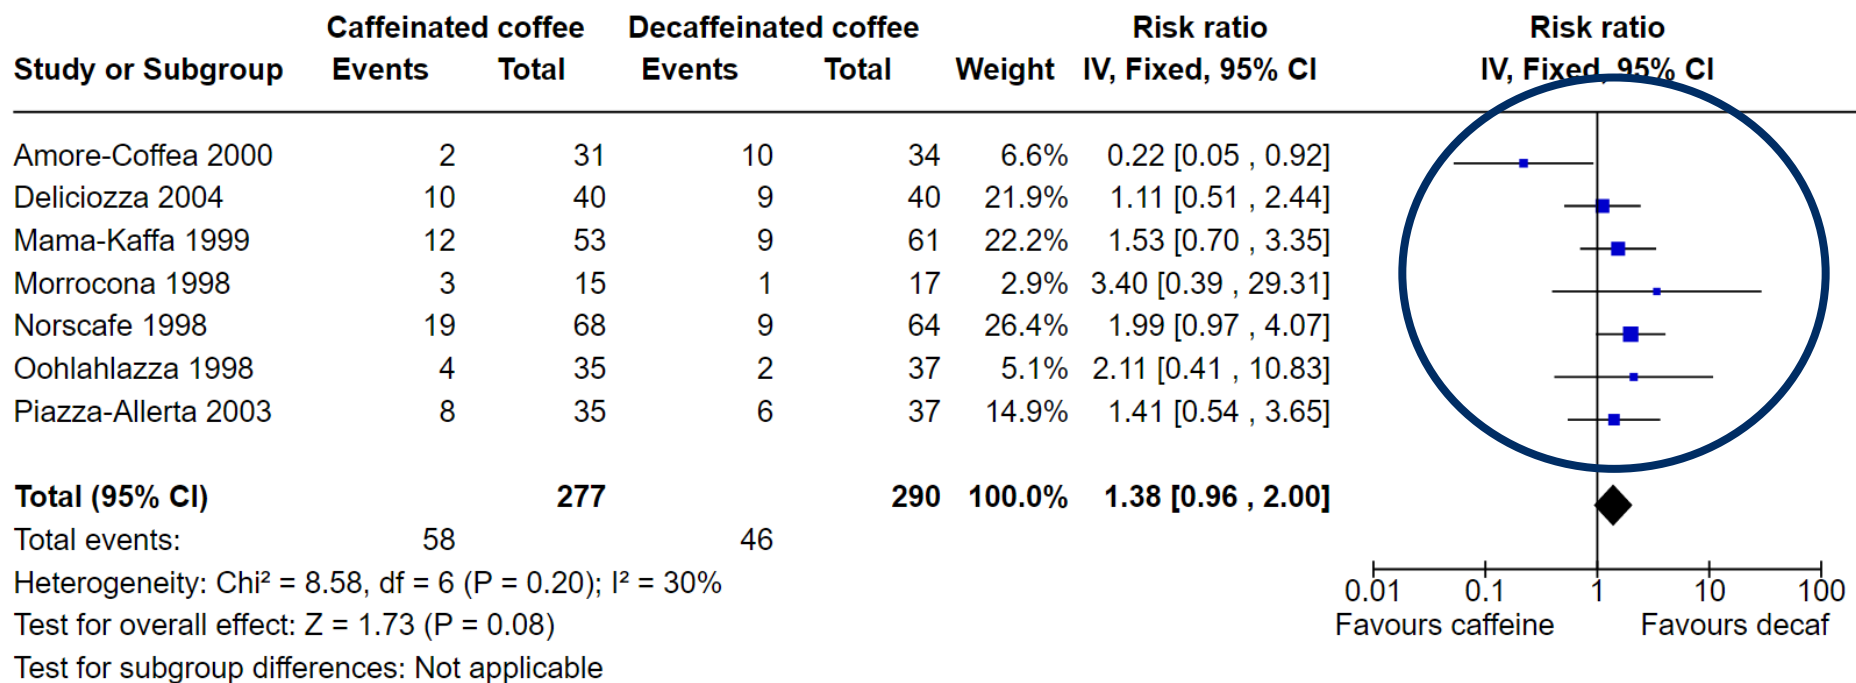 Caffeinated coffee Decaffeinated coffee Risk ratio Risk ratio
Study or Subgroup Events Total Events Total Weight IV, Fixed, 95% CI IV, Fixed, 95% CI
Amore-Coffea 2000 2 31 10 34 6.6% 0.22 [0.05 , 0.92]
Deliciozza 2004 10 40 9 40 21.9% 1.11 [0.51 , 2.44]
Mama-Kaffa 1999 12 53 9 61 22.2% 1.53 [0.70 , 3.35]
Morrocona 1998 3 15 1 17 2.9% 3.40 [0.39 , 29.31]
Norscafe 1998 19 68 9 64 26.4% 1.99 [0.97 , 4.07]
Oohlahlazza 1998 4 35 2 37 5.1% 2.11 [0.41 , 10.83]
Piazza-Allerta 2003 8 35 6 37 14.9% 1.41 [0.54 , 3.65]
Total (95% CI) 277 290 100.0% 1.38 [0.96 , 2.00]
Total events: 58 46
Heterogeneity: Chi² = 8.58, df = 6 (P = 0.20); I² = 30%
0.01 0.1 1 10 100
Test for overall effect: Z = 1.73 (P = 0.08) Favours caffeine Favours decaf
Test for subgroup differences: Not applicable